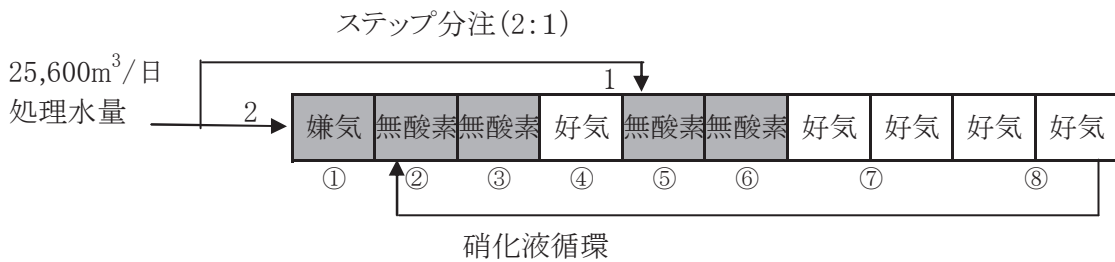 ステップ分注(2:1)
25,600m³/日
処理水量
2
1
嫌気 無酸素 無酸素 好気 無酸素 無酸素 好気 好気 好気 好気
① ② ③ ④ ⑤ ⑥ ⑦ ⑧
硝化液循環